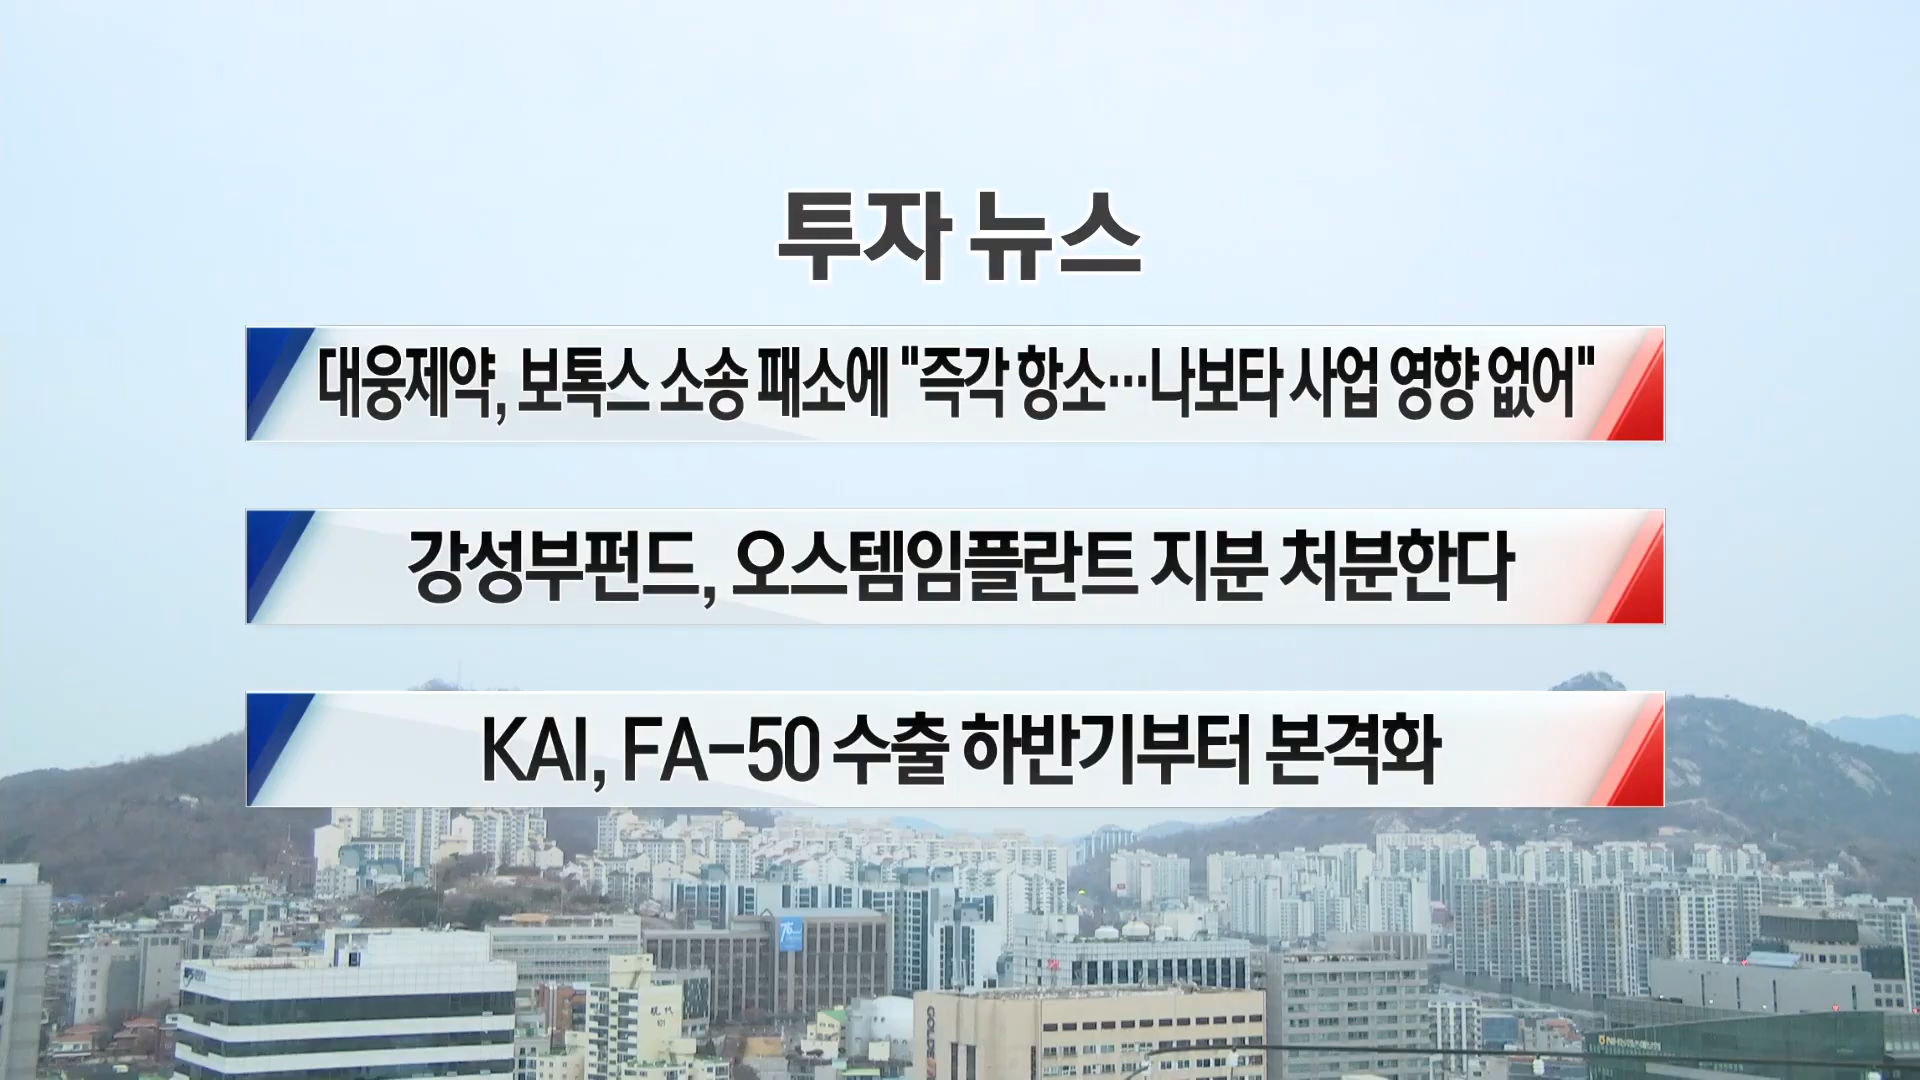 투자 뉴스
대웅제약, 보톡스 소송 패소에 "즉각 항소…나보타 사업 영향 없어"
강성부펀드, 오스템임플란트 지분 처분한다
KAI, FA-50 수출 하반기부터 본격화
現代
GOLD